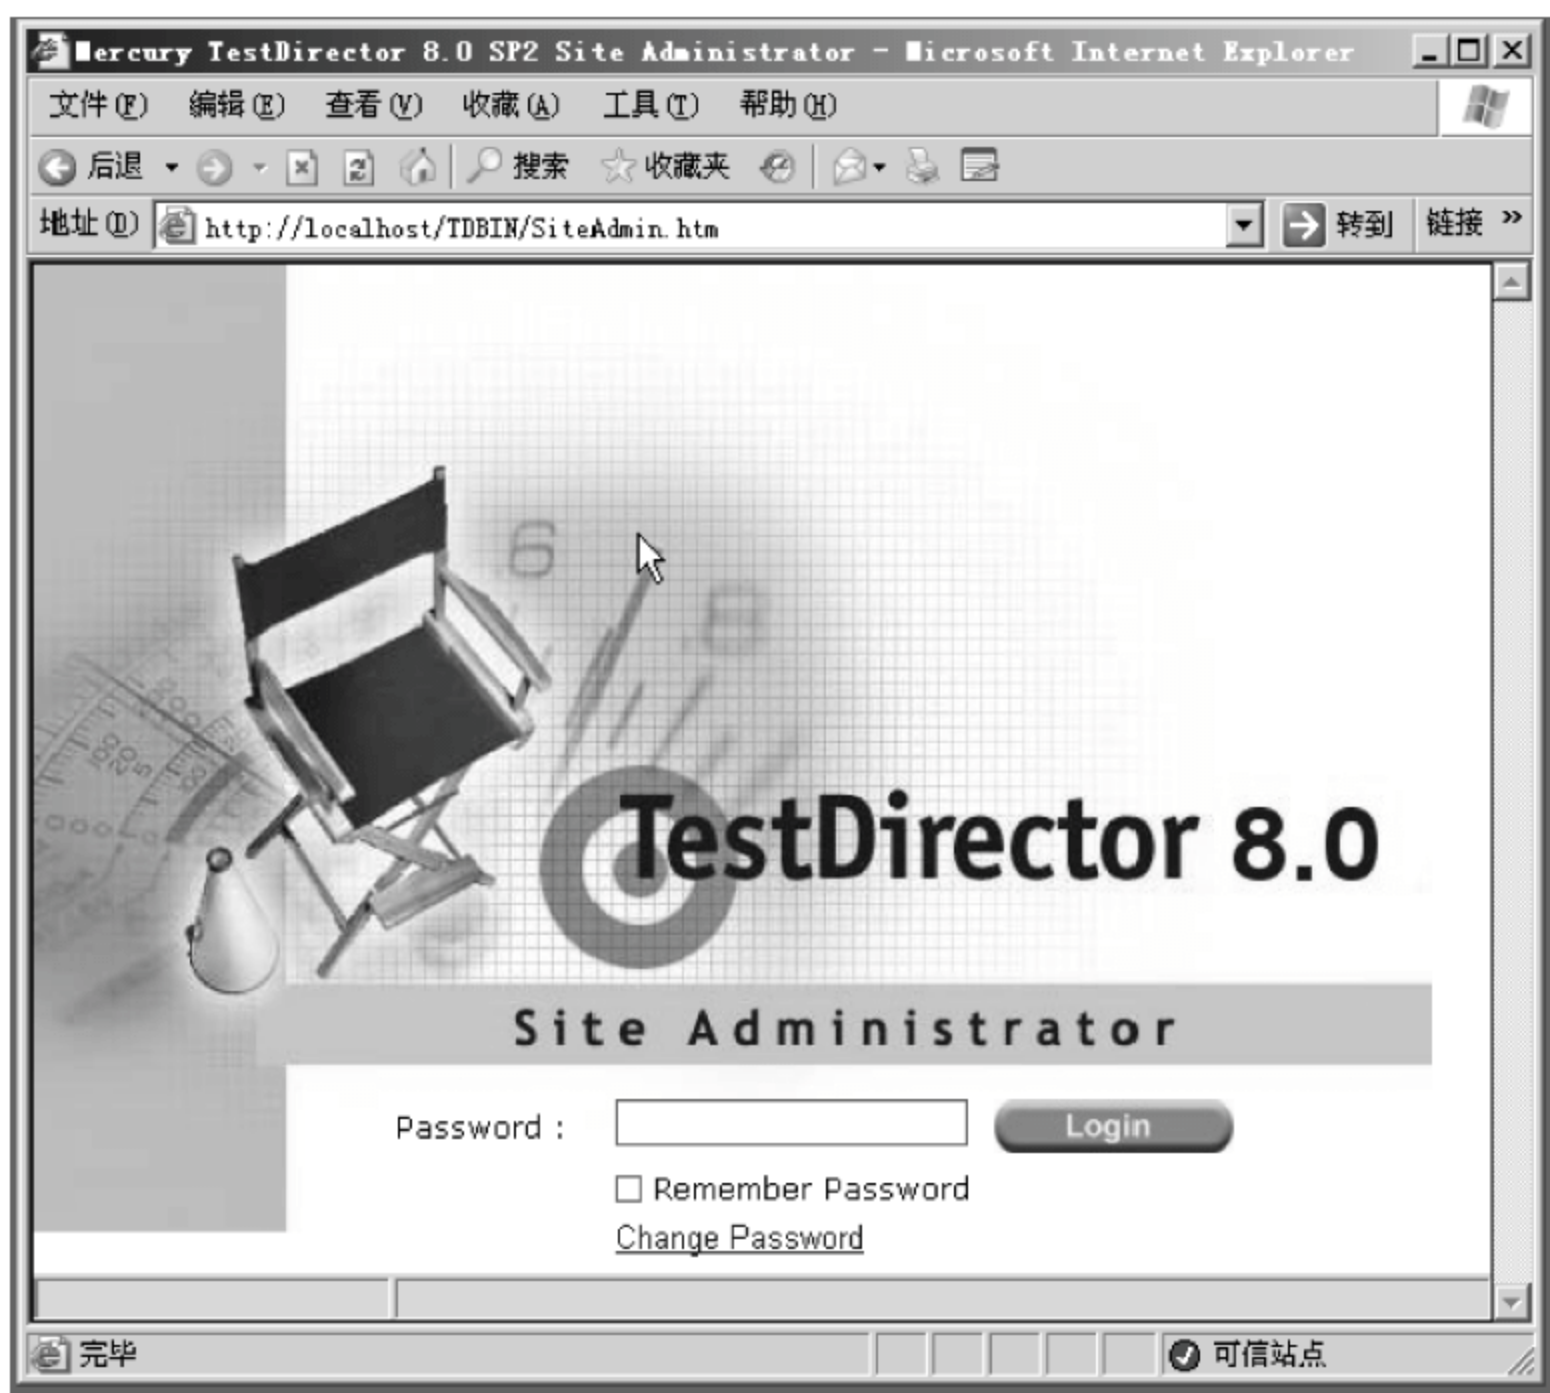 Mercury TestDirector 8.0 SP2 Site Administrator - Microsoft Internet Explorer
文件(F) 编辑(E) 查看(V) 收藏(A) 工具(T) 帮助(H)
后退 搜索 收藏夹
地址(D) http://localhost/TDBIN/SiteAdmin.htm 转到 链接 »
6
8
TestDirector 8.0
Site Administrator
Password : Login
Remember Password
Change Password
完毕 可信站点